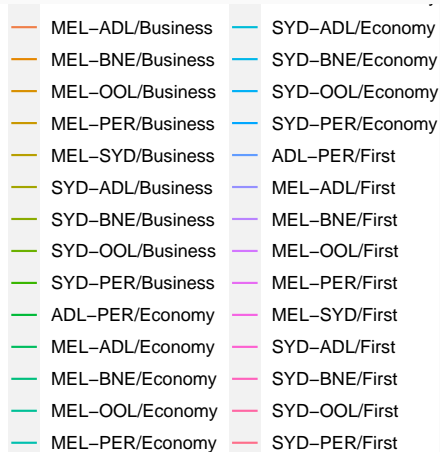 MEL−ADL/Business
MEL−BNE/Business
MEL−OOL/Business
MEL−PER/Business
MEL−SYD/Business
SYD−ADL/Business
SYD−BNE/Business
SYD−OOL/Business
SYD−PER/Business
ADL−PER/Economy
MEL−ADL/Economy
MEL−BNE/Economy
MEL−OOL/Economy
MEL−PER/Economy
SYD−ADL/Economy
SYD−BNE/Economy
SYD−OOL/Economy
SYD−PER/Economy
ADL−PER/First
MEL−ADL/First
MEL−BNE/First
MEL−OOL/First
MEL−PER/First
MEL−SYD/First
SYD−ADL/First
SYD−BNE/First
SYD−OOL/First
SYD−PER/First